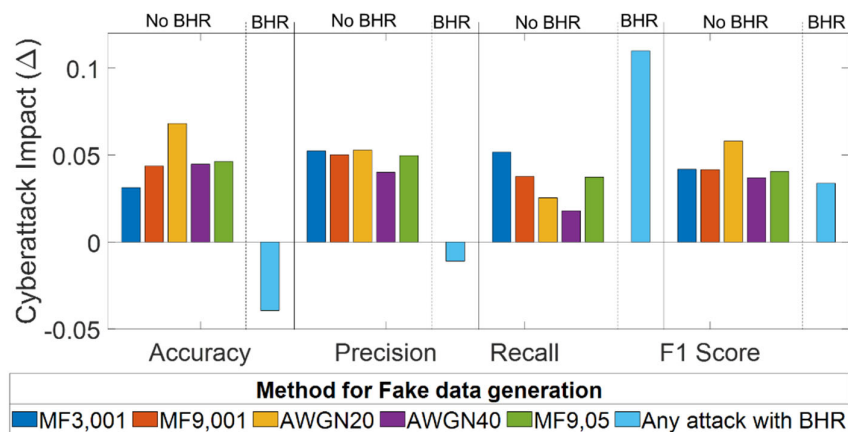 No BHR BHR No BHR BHR No BHR BHR No BHR BHR
Cyberattack Impact (Δ)
0.1
0.05
0
-0.05
Accuracy Precision Recall F1 Score
Method for Fake data generation
MF3,001 MF9,001 AWGN20 AWGN40 MF9,05 Any attack with BHR